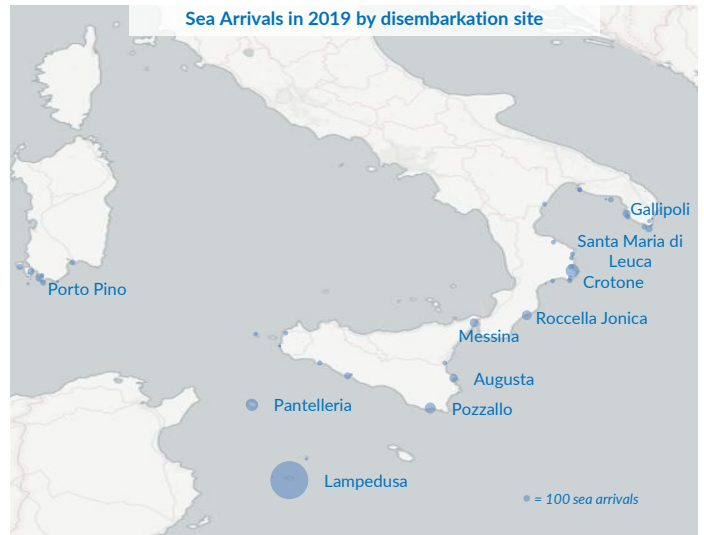 Sea Arrivals in 2019 by disembarkation site
Gallipoli
Santa Maria di
Leuca
Crotone
Porto Pino
Roccella Jonica
Messina
Augusta
Pantelleria
Pozzallo
Lampedusa
= 100 sea arrivals